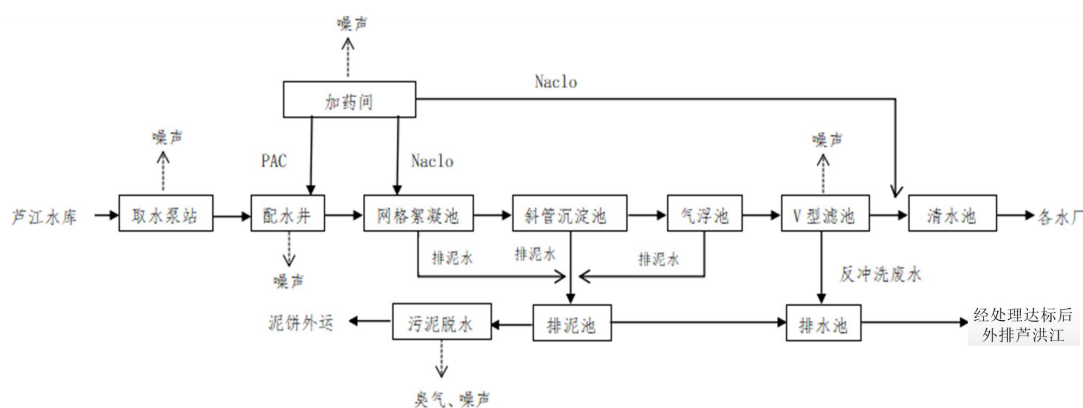 噪声
Naclo
加药间
噪声
噪声
PAC
Naclo
芦江水库
取水泵站
配水井
网格絮凝池
斜管沉淀池
气浮池
V型滤池
清水池
各水厂
排泥水
排泥水
排泥水
噪声
反冲洗废水
泥饼外运
污泥脱水
排泥池
排水池
经处理达标后
外排芦洪江
臭气、噪声